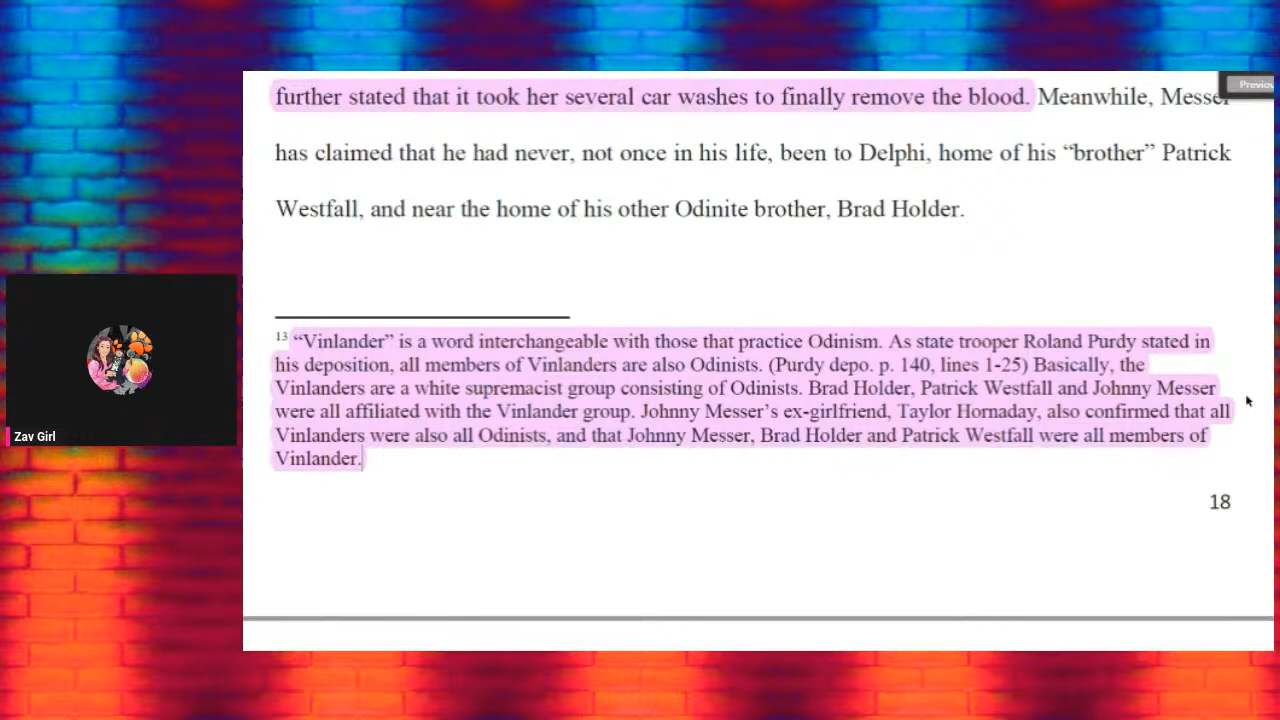 further stated that it took her several car washes to finally remove the blood. Meanwhile, Messer
has claimed that he had never, not once in his life, been to Delphi, home of his “brother” Patrick
Westfall, and near the home of his other Odinite brother, Brad Holder.
13 “Vinlander” is a word interchangeable with those that practice Odinism. As state trooper Roland Purdy stated in
his deposition, all members of Vinlanders are also Odinists. (Purdy depo. p. 140, lines 1-25) Basically, the
Vinlanders are a white supremacist group consisting of Odinists. Brad Holder, Patrick Westfall and Johnny Messer
were all affiliated with the Vinlander group. Johnny Messer’s ex-girlfriend, Taylor Hornaday, also confirmed that all
Vinlanders were also all Odinists, and that Johnny Messer, Brad Holder and Patrick Westfall were all members of
Vinlander.
18
Zav Girl